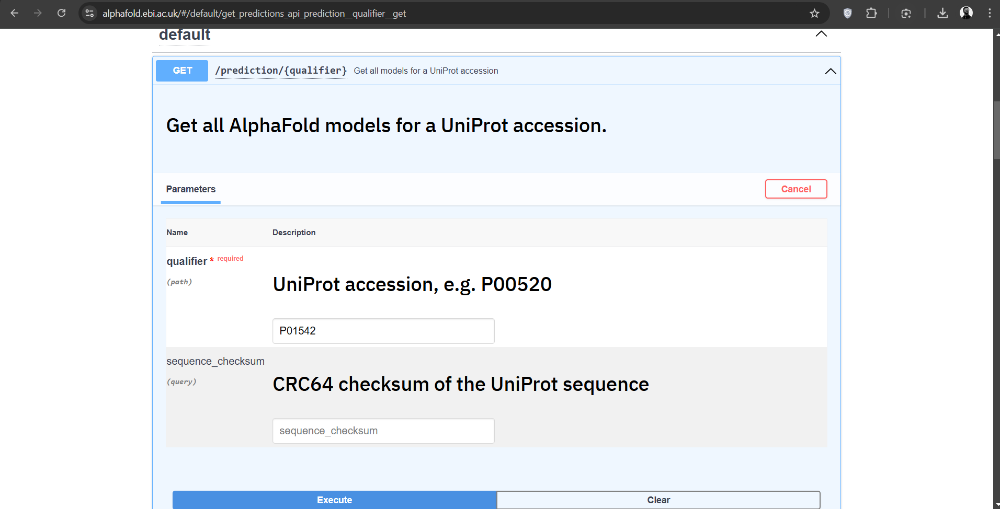 alphafold.ebi.ac.uk/#/default/get_predictions_api_prediction__qualifier__get
default
GET /prediction/{qualifier} Get all models for a UniProt accession
Get all AlphaFold models for a UniProt accession.
Parameters Cancel
Name Description
qualifier * required
(path)
UniProt accession, e.g. P00520
P01542
sequence_checksum
(query)
CRC64 checksum of the UniProt sequence
sequence_checksum
Execute Clear